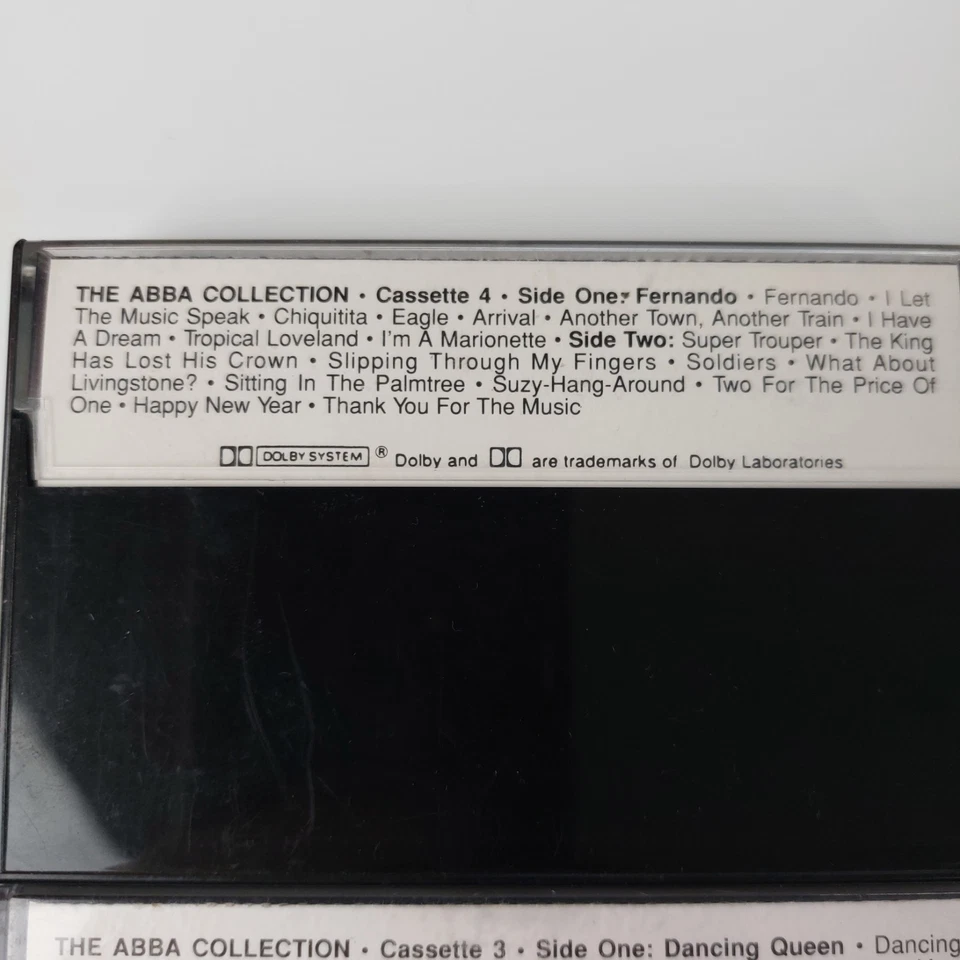 THE ABBA COLLECTION • Cassette 4 • Side One: Fernando • Fernando • I Let
The Music Speak • Chiquitita • Eagle • Arrival • Another Town, Another Train • I Have
A Dream • Tropical Loveland • I'm A Marionette • Side Two: Super Trouper • The King
Has Lost His Crown • Slipping Through My Fingers • Soldiers • What About
Livingstone? • Sitting In The Palmtree • Suzy-Hang-Around • Two For The Price Of
One • Happy New Year • Thank You For The Music
DOLBY SYSTEM ® Dolby and are trademarks of Dolby Laboratories
THE ABBA COLLECTION • Cassette 3 • Side One: Dancing Queen • Dancing